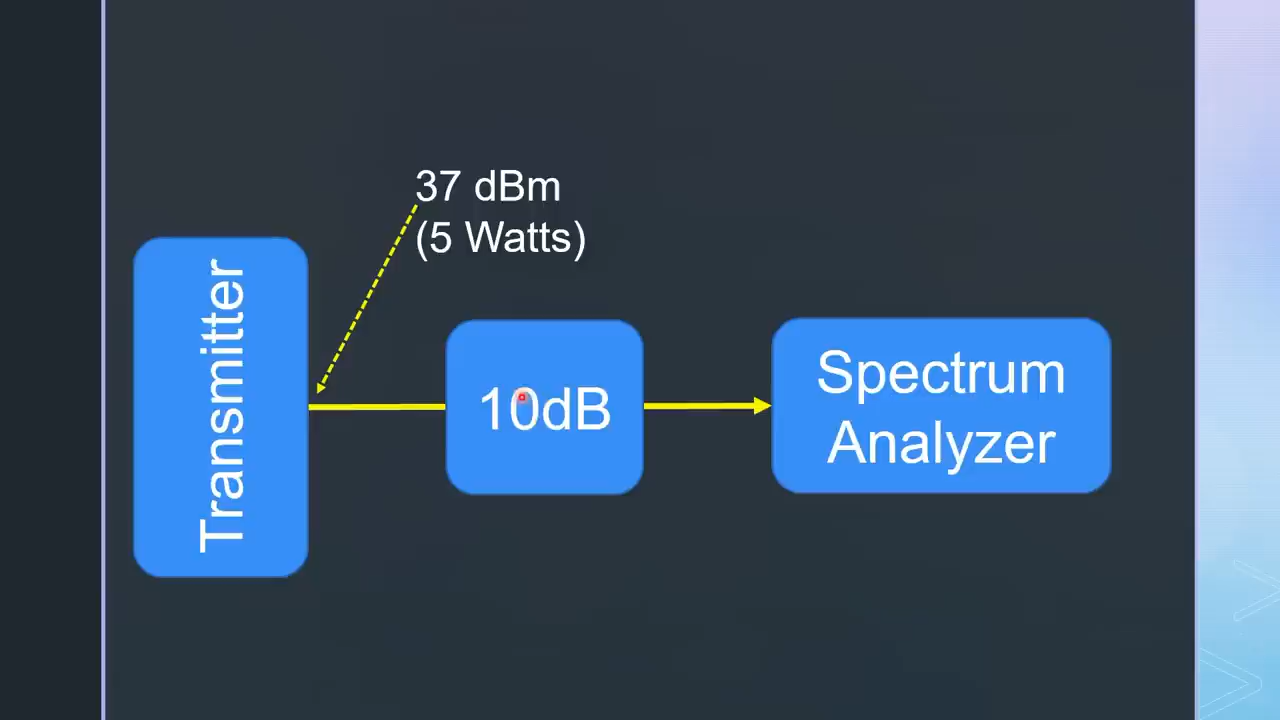 37 dBm
(5 Watts)
Transmitter
10dB
Spectrum
Analyzer